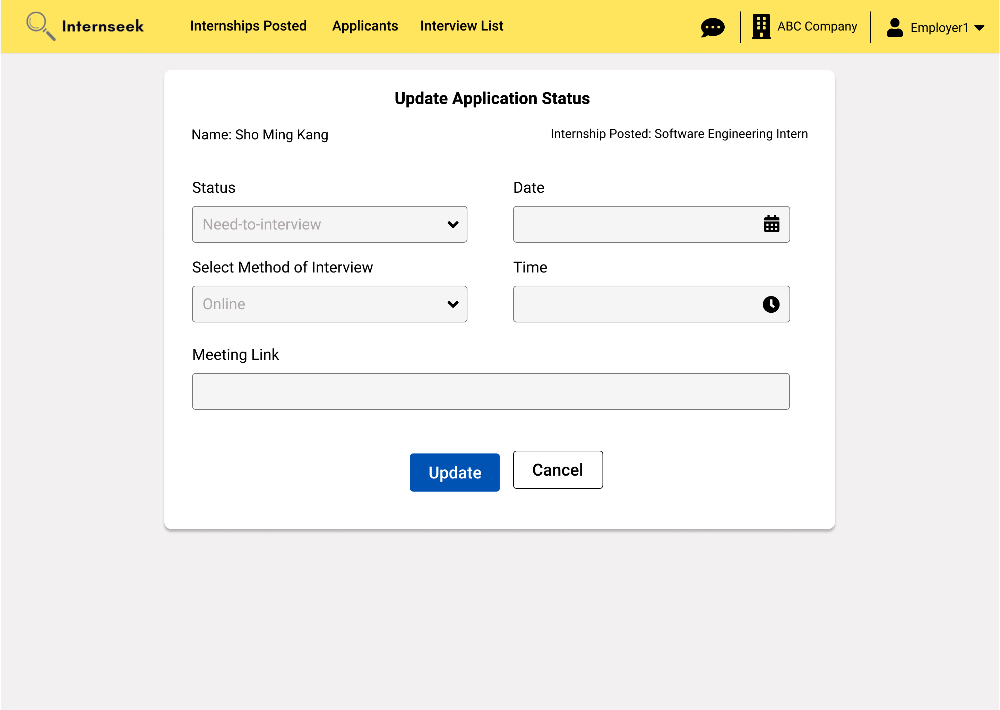 Internseek
Internships Posted
Applicants
Interview List
ABC Company
Employer1
Update Application Status
Name: Sho Ming Kang
Internship Posted: Software Engineering Intern
Status
Date
Need-to-interview
Select Method of Interview
Time
Online
Meeting Link
Update
Cancel